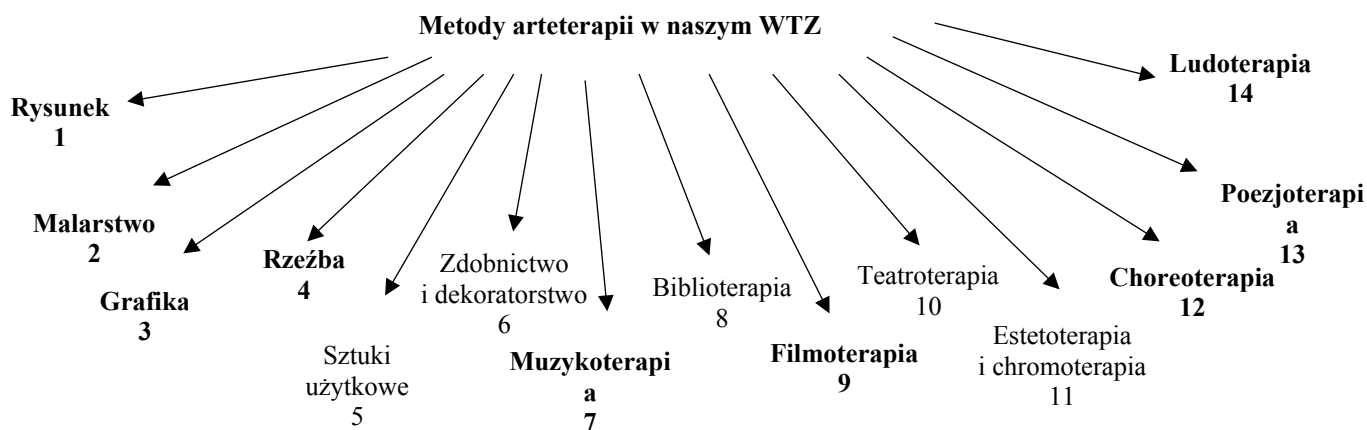 Metody arteterapii w naszym WTZ
Rysunek
1
Malarstwo
2
Grafika
3
Rzeźba
4
Sztuki
użytkowe
5
Zdobnictwo
i dekoratorstwo
6
Muzykoterapi
a
7
Biblioterapia
8
Filmoterapia
9
Teatroterapia
10
Estetoterapia
i chromoterapia
11
Choreoterapia
12
Poezjoterapi
a
13
Ludoterapia
14